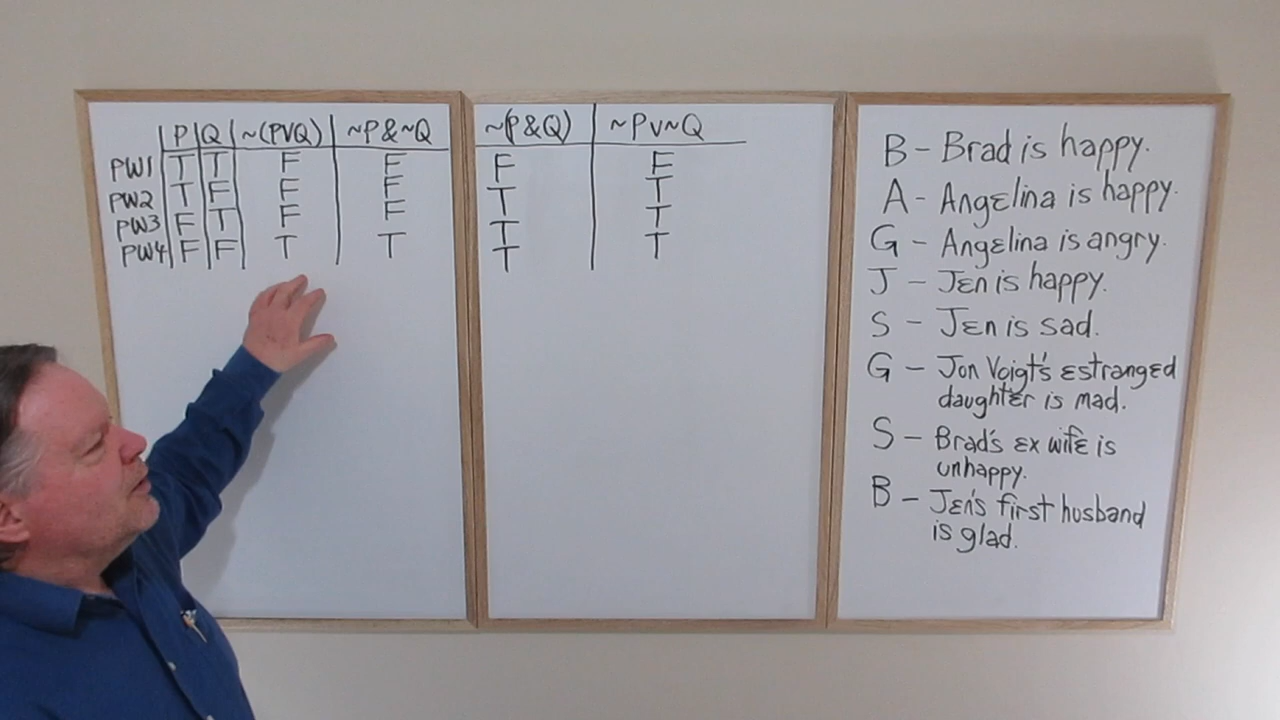 P Q ~(PVQ) ~P & ~Q
PW1 T T F F
PW2 T F F F
PW3 F T F F
PW4 F F T T
~(P&Q) ~Pv~Q
F F
T T
T T
T T
B - Brad is happy.
A - Angelina is happy.
G - Angelina is angry.
J - Jen is happy.
S - Jen is sad.
G - Jon Voigt's estranged
daughter is mad.
S - Brad's ex wife is
unhappy.
B - Jen's first husband
is glad.